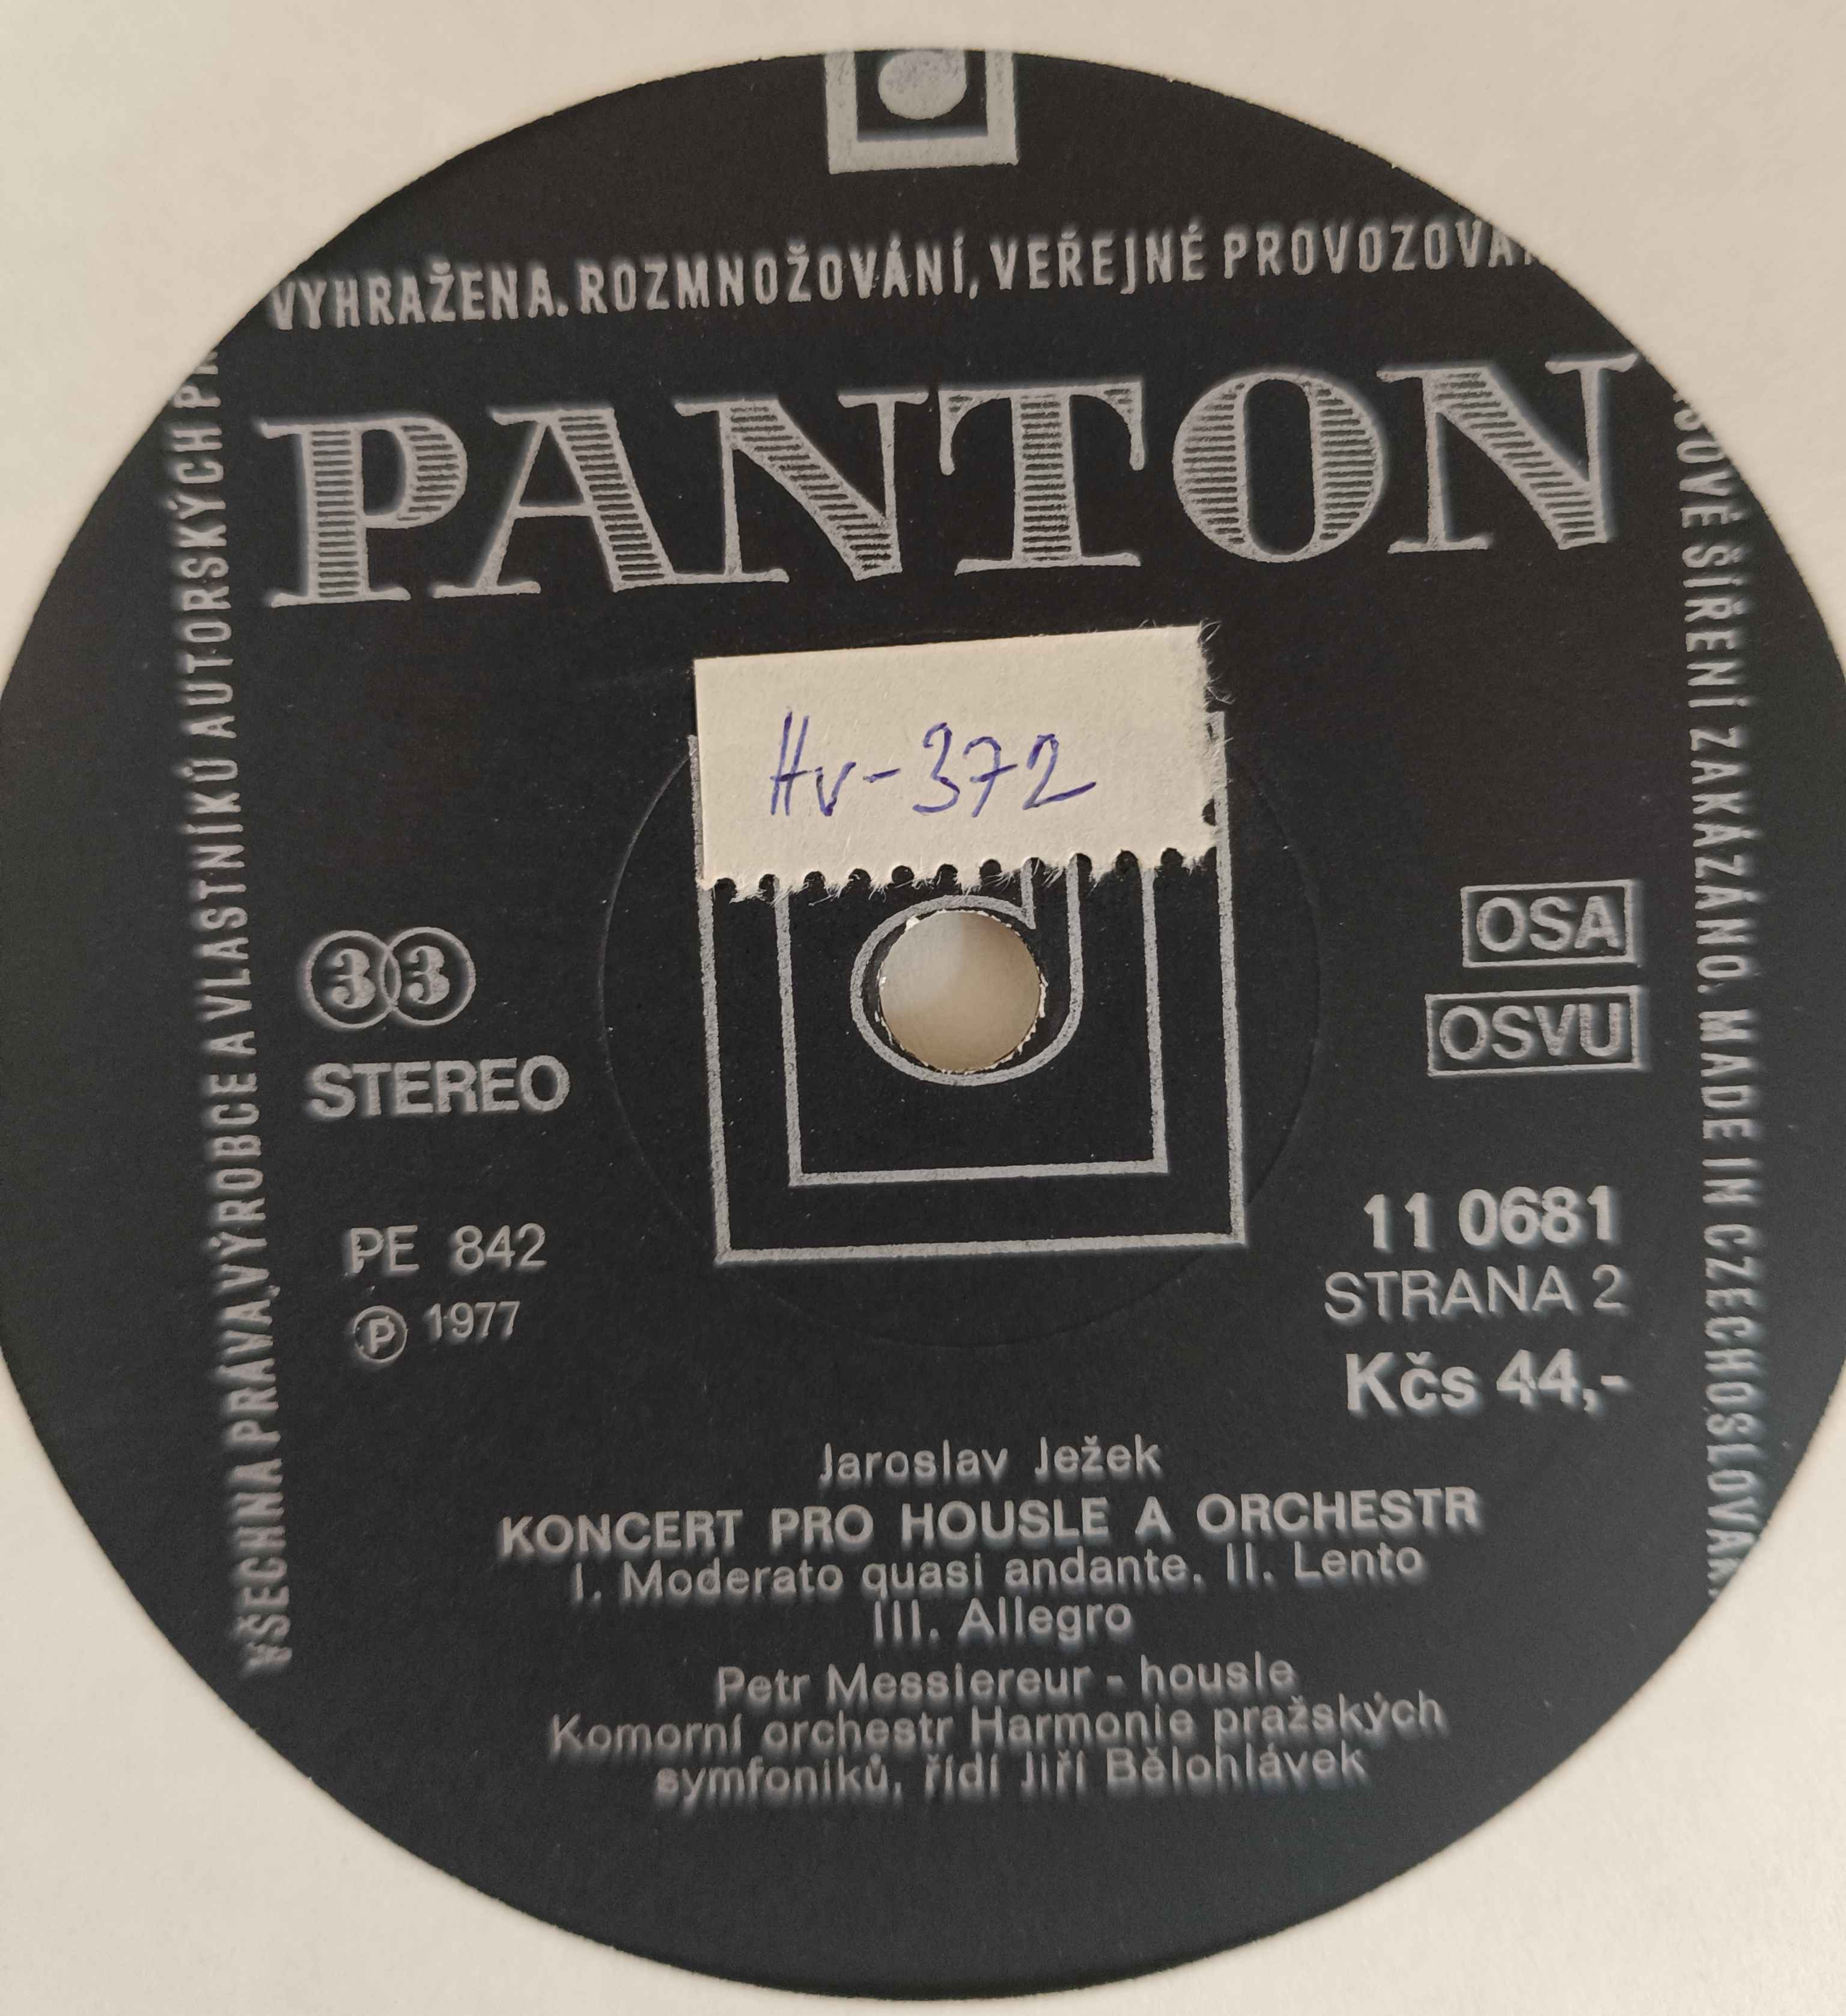 VYHRAŽENA. ROZMNOŽOVÁNÍ, VEŘEJNÉ PROVOZOVÁ
PANTON
Hv-372
33
STEREO
OSA
OSVU
PE 842
℗ 1977
11 0681
STRANA 2
Kčs 44,-
Jaroslav Ježek
KONCERT PRO HOUSLE A ORCHESTR
I. Moderato quasi andante. II. Lento
III. Allegro
Petr Messiereur - housle
Komorní orchestr Harmonie pražských
symfoniků, řídí Jiří Bělohlávek
VŠECHNA PRÁVA, VÝROBCE A VLASTNÍKŮ AUTORSKÝCH
ŠÍŘENÍ ZAKÁZÁNO. MADE IN CZECHOSLOVAK